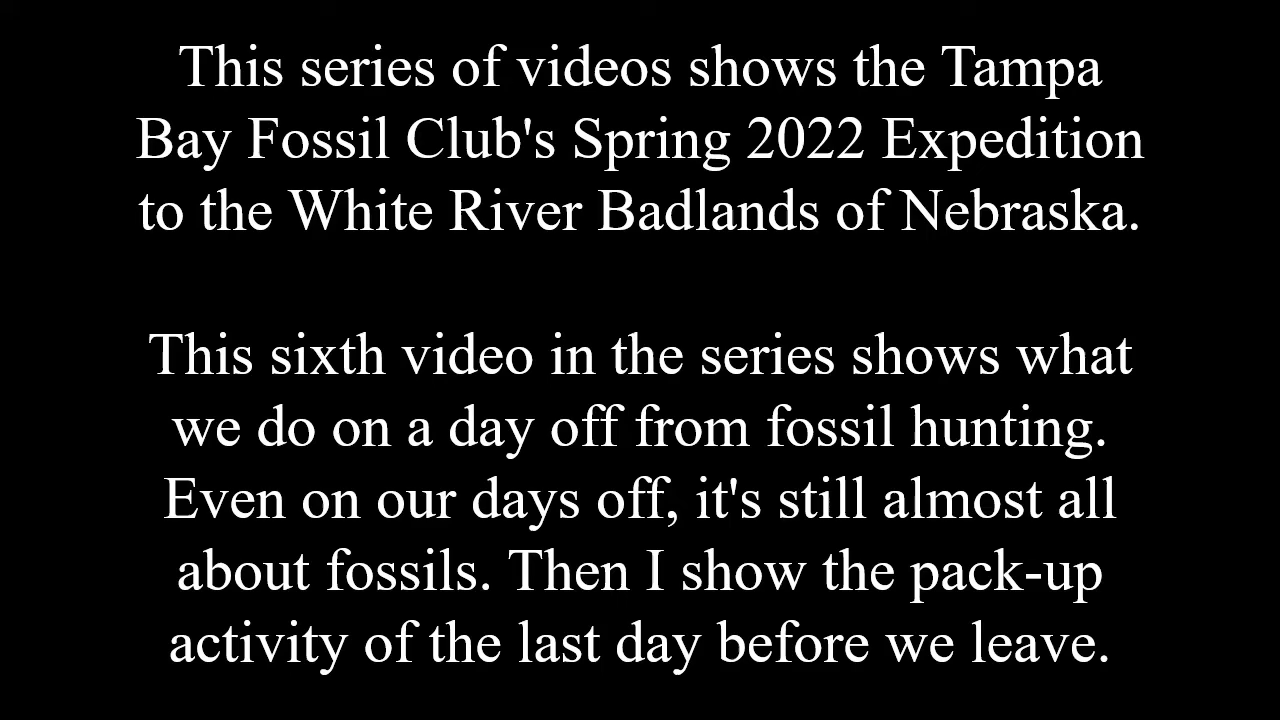 This series of videos shows the Tampa
Bay Fossil Club's Spring 2022 Expedition
to the White River Badlands of Nebraska.
This sixth video in the series shows what
we do on a day off from fossil hunting.
Even on our days off, it's still almost all
about fossils. Then I show the pack-up
activity of the last day before we leave.